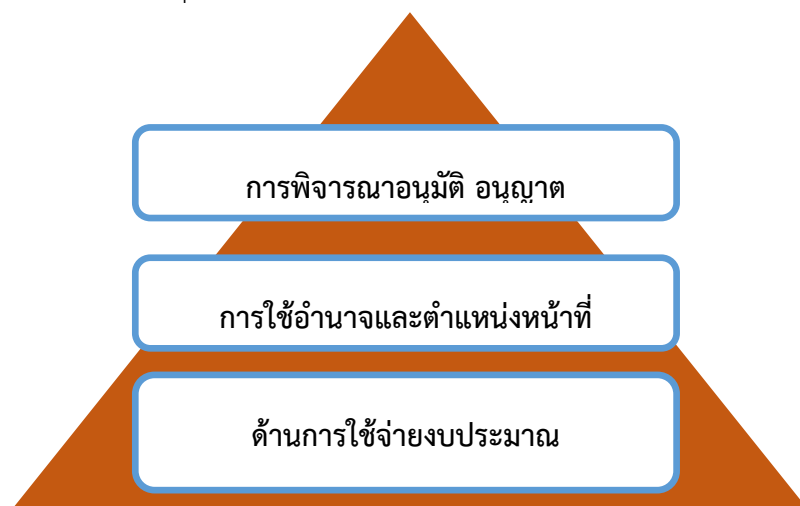 การพิจารณาอนุมัติ อนุญาต
การใช้อำนาจและตำแหน่งหน้าที่
ด้านการใช้จ่ายงบประมาณ